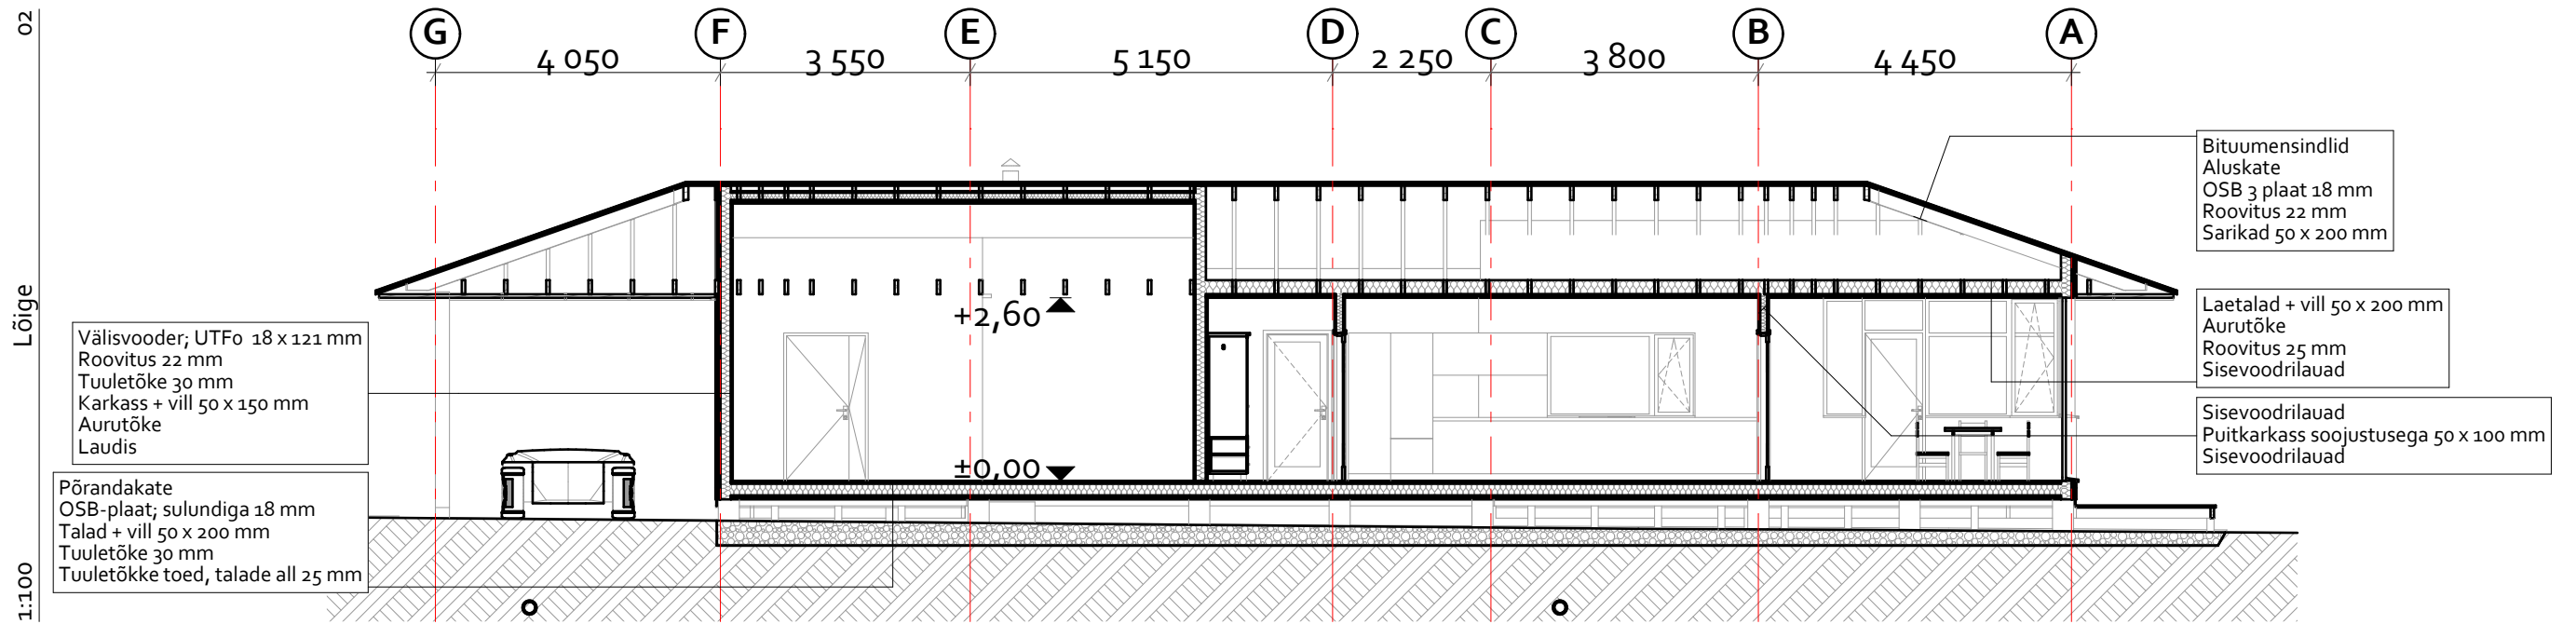 02
Lõige
1:100
G F E D C B A
4 050 3 550 5 150 2 250 3 800 4 450
Bituumensindlid
Aluskate
OSB 3 plaat 18 mm
Roovitus 22 mm
Sarikad 50 x 200 mm
+2,60
±0,00
Laetalad + vill 50 x 200 mm
Aurutõke
Roovitus 25 mm
Sisevoodrilauad
Välisvooder; UTFo 18 x 121 mm
Roovitus 22 mm
Tuuletõke 30 mm
Karkass + vill 50 x 150 mm
Aurutõke
Laudis
Sisevoodrilauad
Puitkarkass soojustusega 50 x 100 mm
Sisevoodrilauad
Põrandakate
OSB-plaat; sulundiga 18 mm
Talad + vill 50 x 200 mm
Tuuletõke 30 mm
Tuuletõkke toed, talade all 25 mm